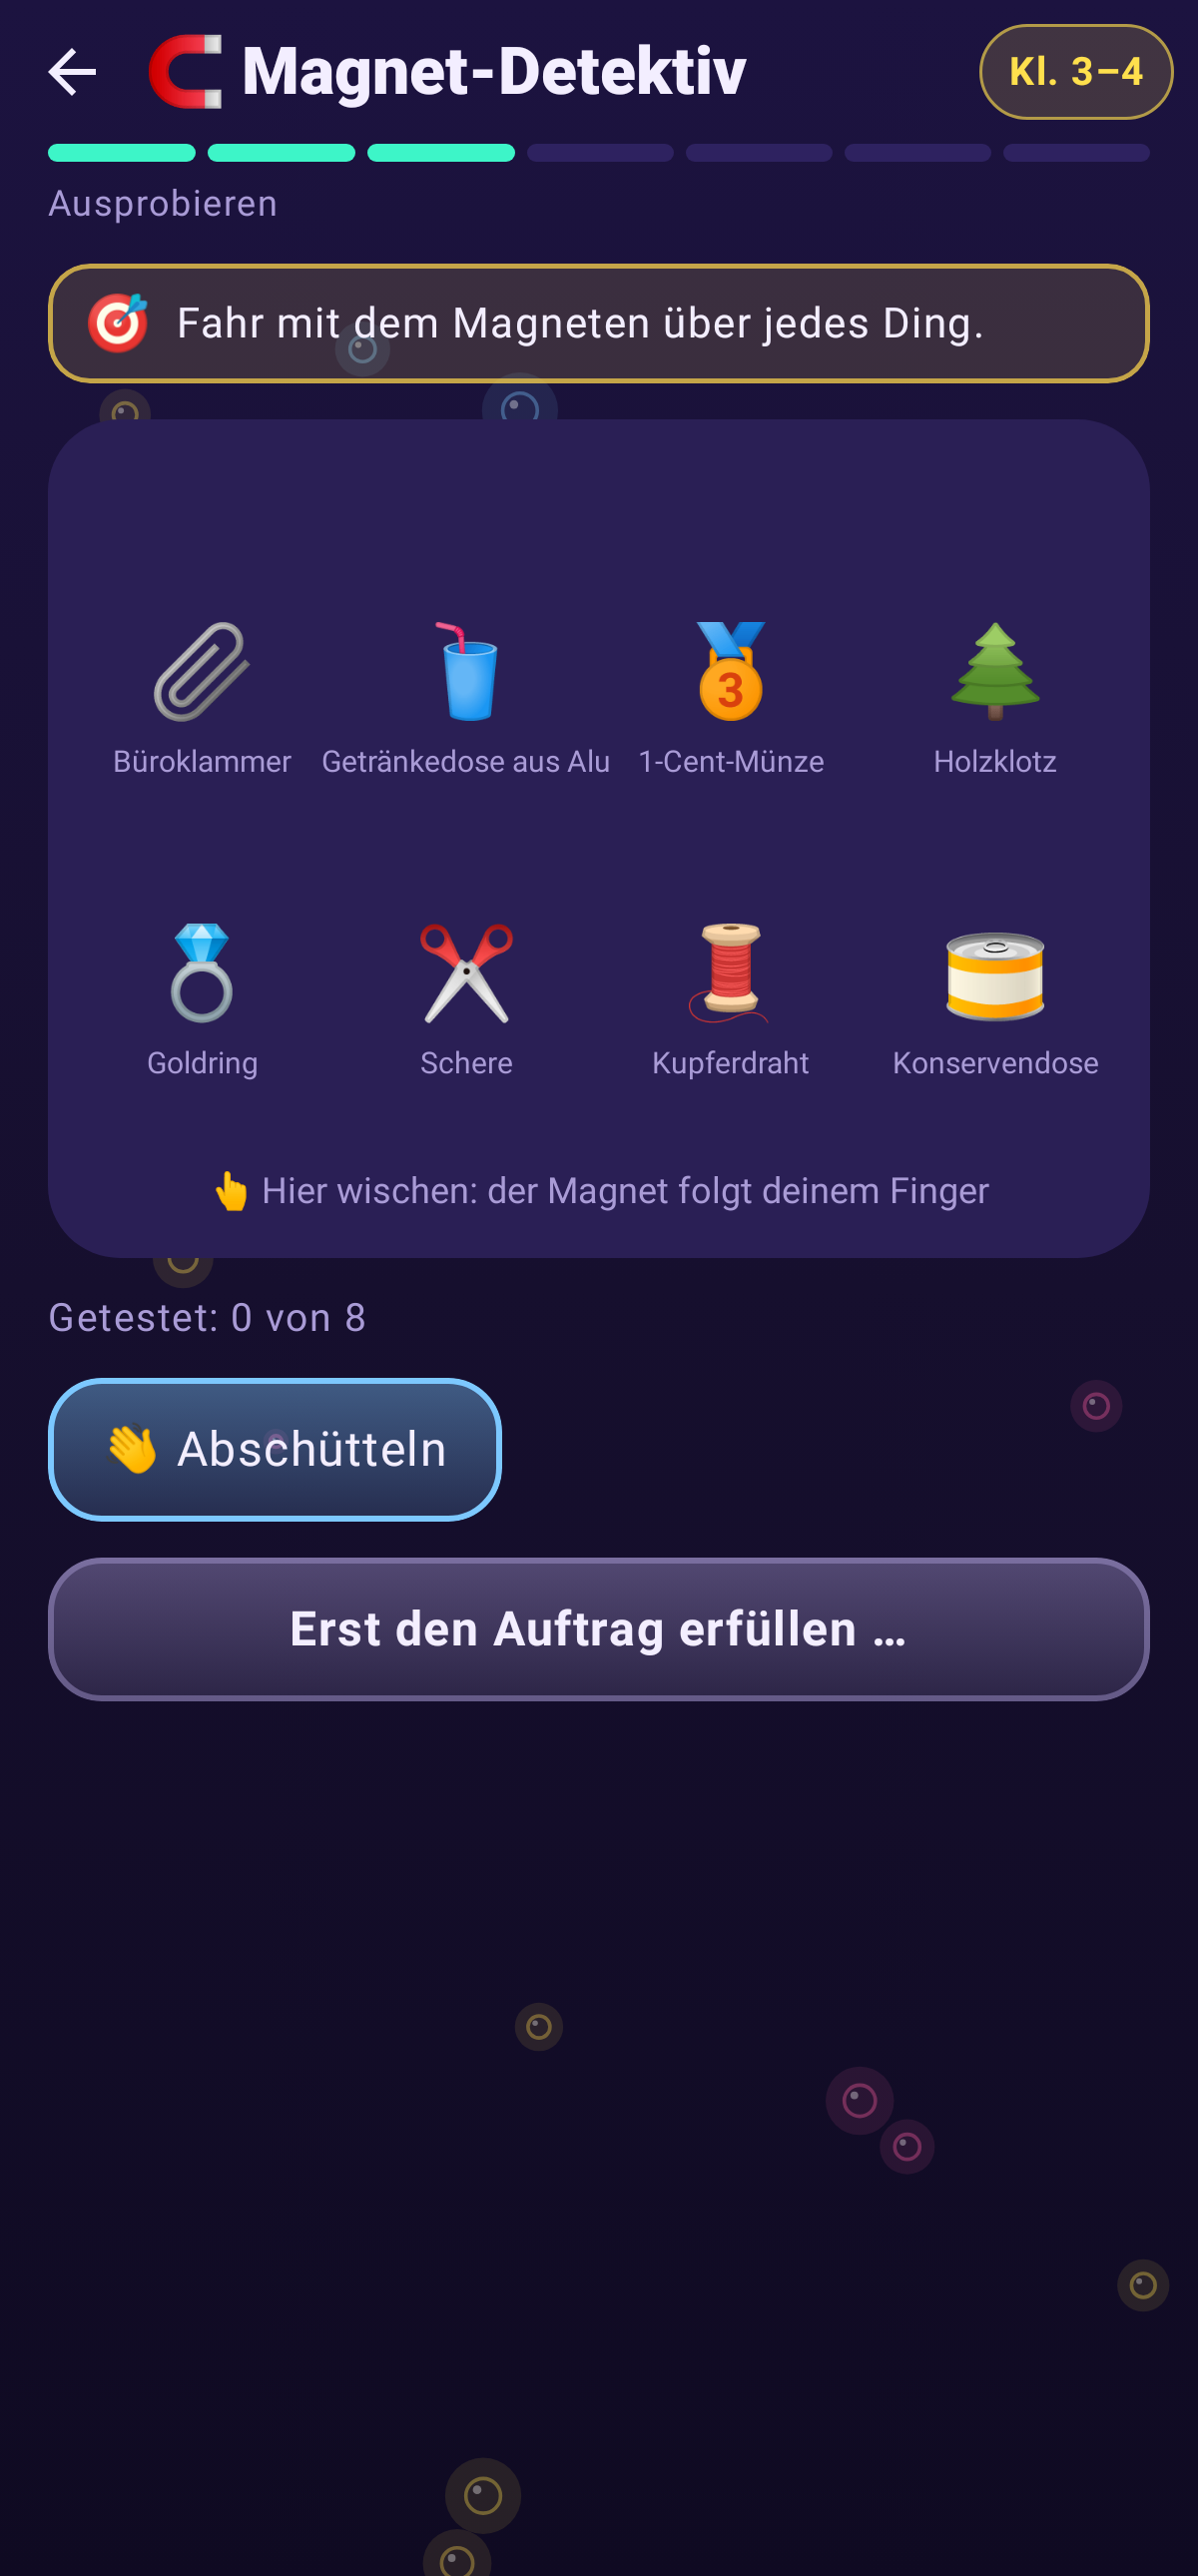 Magnet-Detektiv
Kl. 3–4
Ausprobieren
Fahr mit dem Magneten über jedes Ding.
3
Büroklammer
Getränkedose aus Alu
1-Cent-Münze
Holzklotz
Goldring
Schere
Kupferdraht
Konservendose
Hier wischen: der Magnet folgt deinem Finger
Getestet: 0 von 8
Abschütteln
Erst den Auftrag erfüllen …